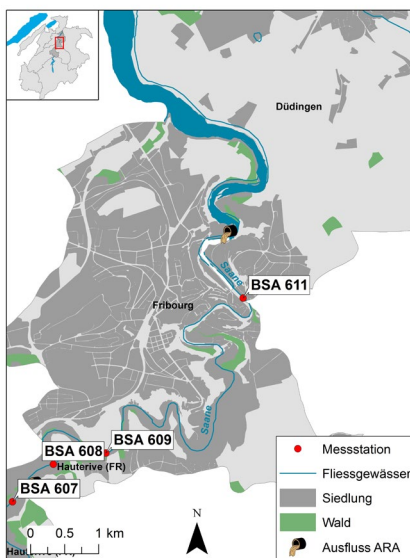 Düdingen
Saane
BSA 611
Fribourg
Saane
BSA 609
BSA 608
Hauterive (FR)
BSA 607
0 0.5 1 km
N
Messstation
Fliessgewässer
Siedlung
Wald
Ausfluss ARA